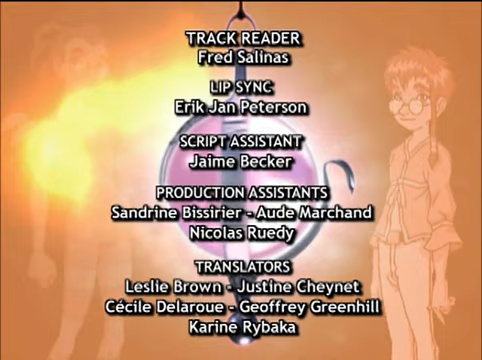 TRACK READER
Fred Salinas
LIP SYNC
Erik Jan Peterson
SCRIPT ASSISTANT
Jaime Becker
PRODUCTION ASSISTANTS
Sandrine Bissirier - Aude Marchand
Nicolas Ruedy
TRANSLATORS
Leslie Brown - Justine Cheynet
Cécile Delaroue - Geoffrey Greenhill
Karine Rybaka